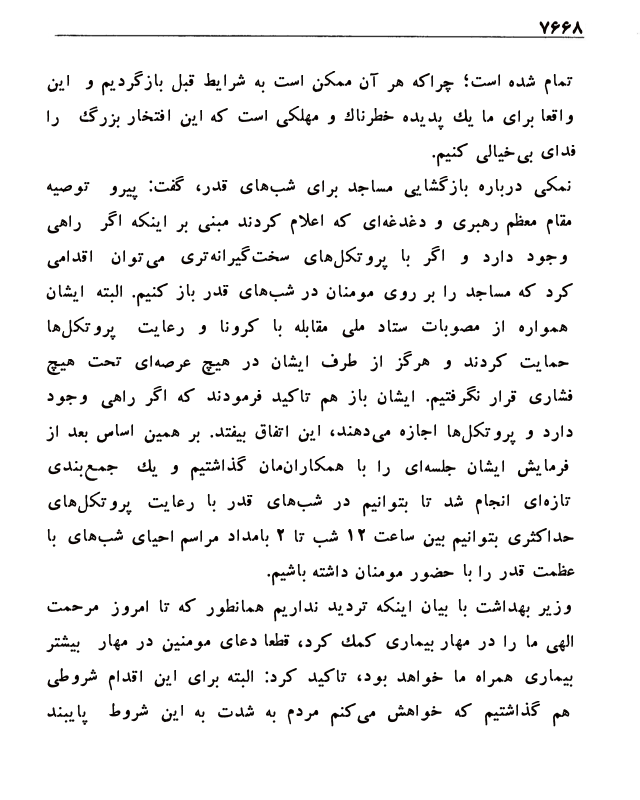 ۷۶۶۸
تمام شده است؛ چراکه هر آن ممکن است به شرایط قبل بازگردیم و این
واقعا برای ما یك پدیده خطرناك و مهلکی است که این افتخار بزرگ را
فدای بی‌خیالی کنیم.
نمکی درباره بازگشایی مساجد برای شب‌های قدر، گفت: پیرو توصیه
مقام معظم رهبری و دغدغه‌ای که اعلام کردند مبنی بر اینکه اگر راهی
وجود دارد و اگر با پروتکل‌های سخت‌گیرانه‌تری می‌توان اقدامی
کرد که مساجد را بر روی مومنان در شب‌های قدر باز کنیم. البته ایشان
همواره از مصوبات ستاد ملی مقابله با کرونا و رعایت پروتکل‌ها
حمایت کردند و هرگز از طرف ایشان در هیچ عرصه‌ای تحت هیچ
فشاری قرار نگرفتیم. ایشان باز هم تاکید فرمودند که اگر راهی وجود
دارد و پروتکل‌ها اجازه می‌دهند، این اتفاق بیفتد. بر همین اساس بعد از
فرمایش ایشان جلسه‌ای را با همکاران‌مان گذاشتیم و یك جمع‌بندی
تازه‌ای انجام شد تا بتوانیم در شب‌های قدر با رعایت پروتکل‌های
حداکثری بتوانیم بین ساعت ۱۲ شب تا ۲ بامداد مراسم احیای شب‌های با
عظمت قدر را با حضور مومنان داشته باشیم.
وزیر بهداشت با بیان اینکه تردید نداریم همانطور که تا امروز مرحمت
الهی ما را در مهار بیماری کمك کرد، قطعا دعای مومنین در مهار بیشتر
بیماری همراه ما خواهد بود، تاکید کرد: البته برای این اقدام شروطی
هم گذاشتیم که خواهش می‌کنم مردم به شدت به این شروط پایبند